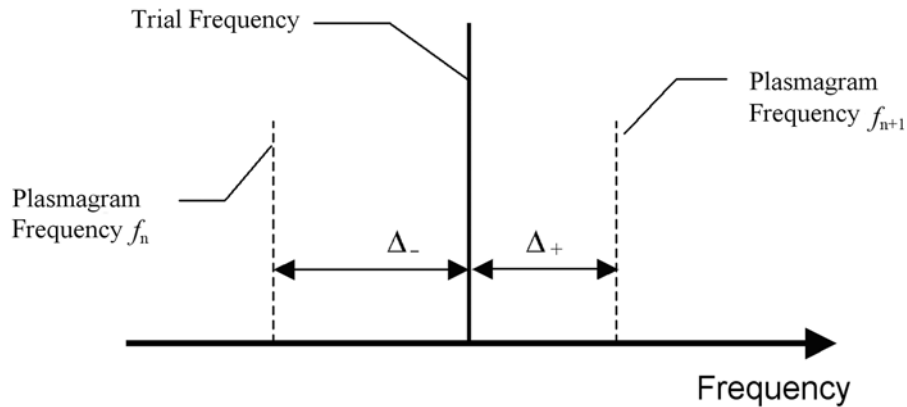 Trial Frequency
Plasmagram
Frequency fn+1
Plasmagram
Frequency fn
Δ−
Δ+
Frequency